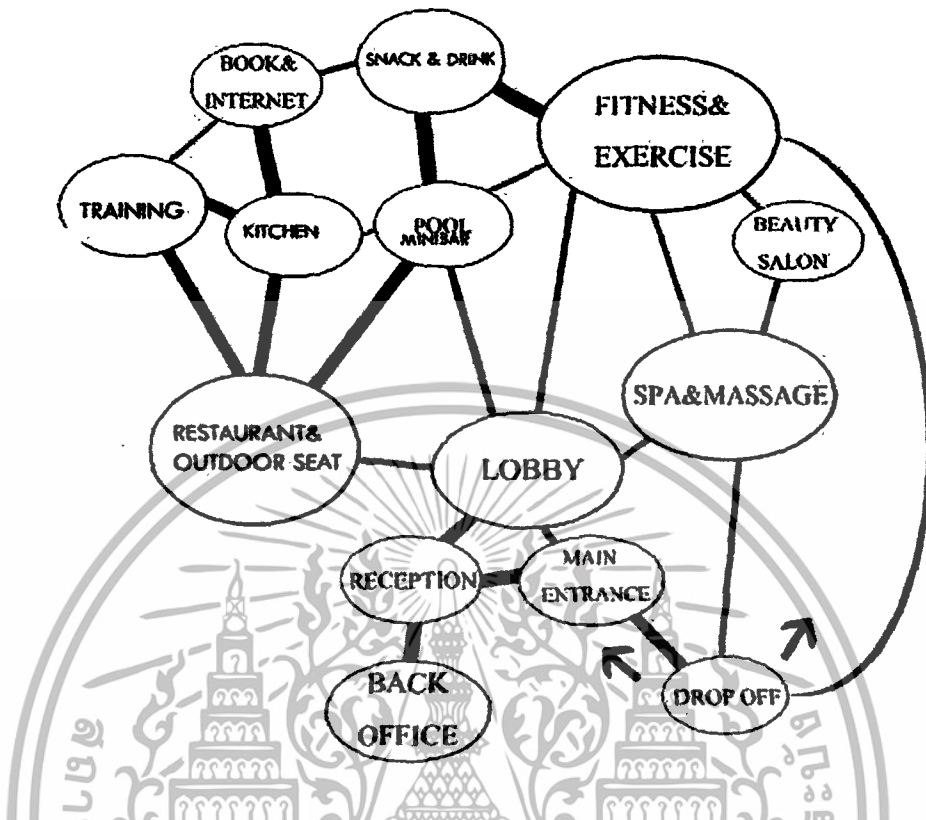 BOOK&
INTERNET
SNACK & DRINK
FITNESS&
EXERCISE
TRAINING
KITCHEN
POOL
MINIBAR
BEAUTY
SALON
SPA&MASSAGE
RESTAURANT&
OUTDOOR SEAT
LOBBY
RECEPTION
MAIN
ENTRANCE
BACK
OFFICE
DROP OFF